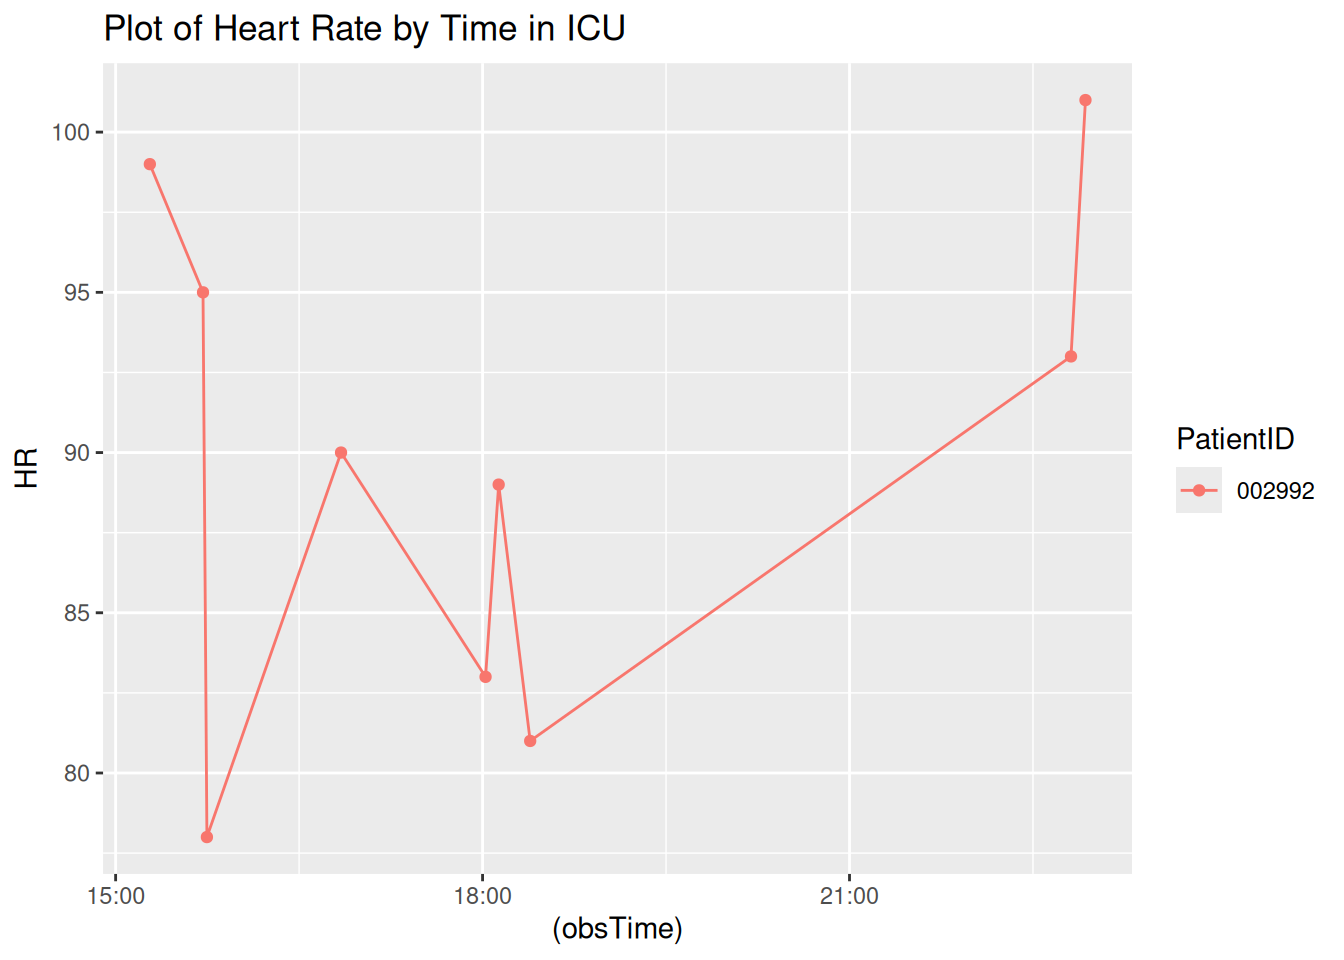 Plot of Heart Rate by Time in ICU
100
95
90
85
80
HR
15:00 18:00 21:00
(obsTime)
PatientID
002992